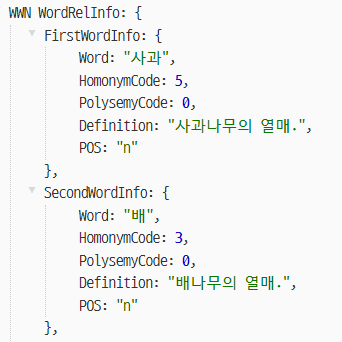 WWN WordRelInfo: {
FirstWordInfo: {
Word: "사과",
HomonymCode: 5,
PolysemyCode: 0,
Definition: "사과나무의 열매.",
POS: "n"
},
SecondWordInfo: {
Word: "배",
HomonymCode: 3,
PolysemyCode: 0,
Definition: "배나무의 열매.",
POS: "n"
},